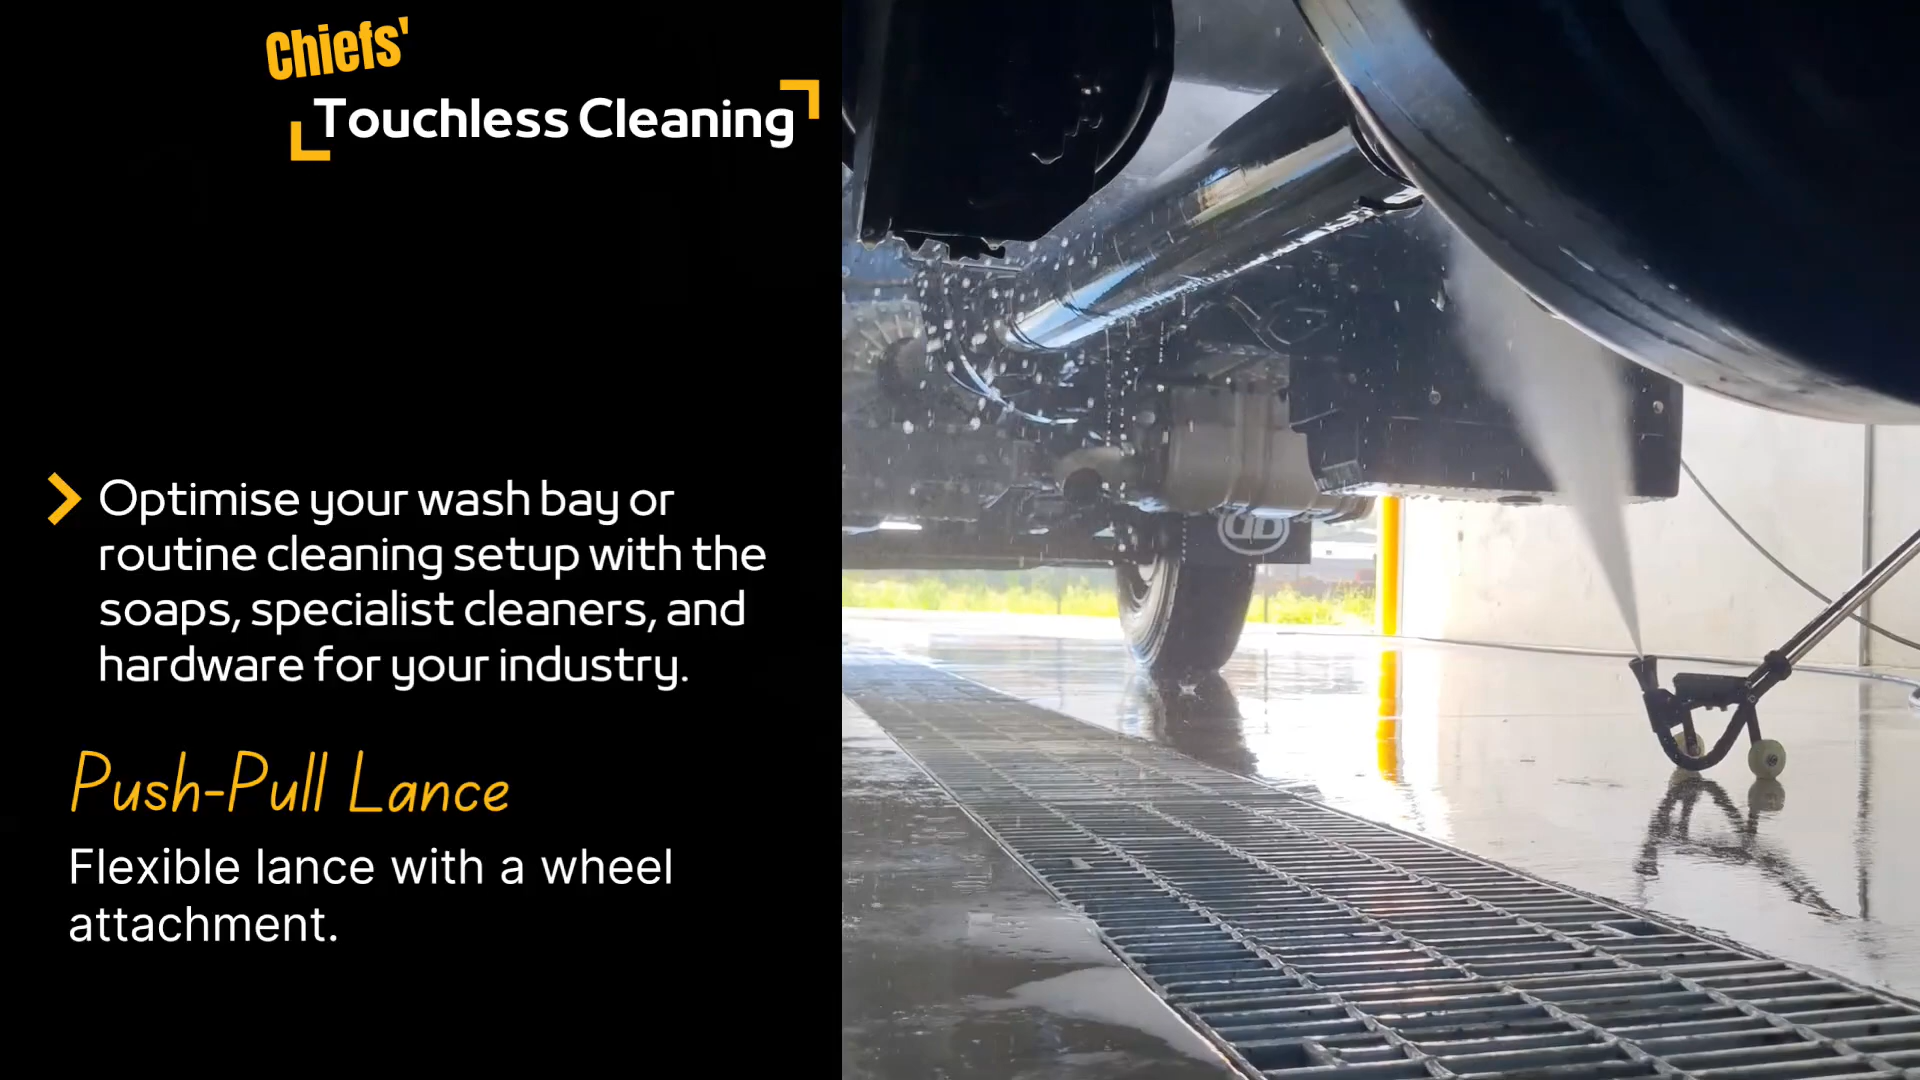 Chiefs'
Touchless Cleaning
Optimise your wash bay or
routine cleaning setup with the
soaps, specialist cleaners, and
hardware for your industry.
Push-Pull Lance
Flexible lance with a wheel
attachment.